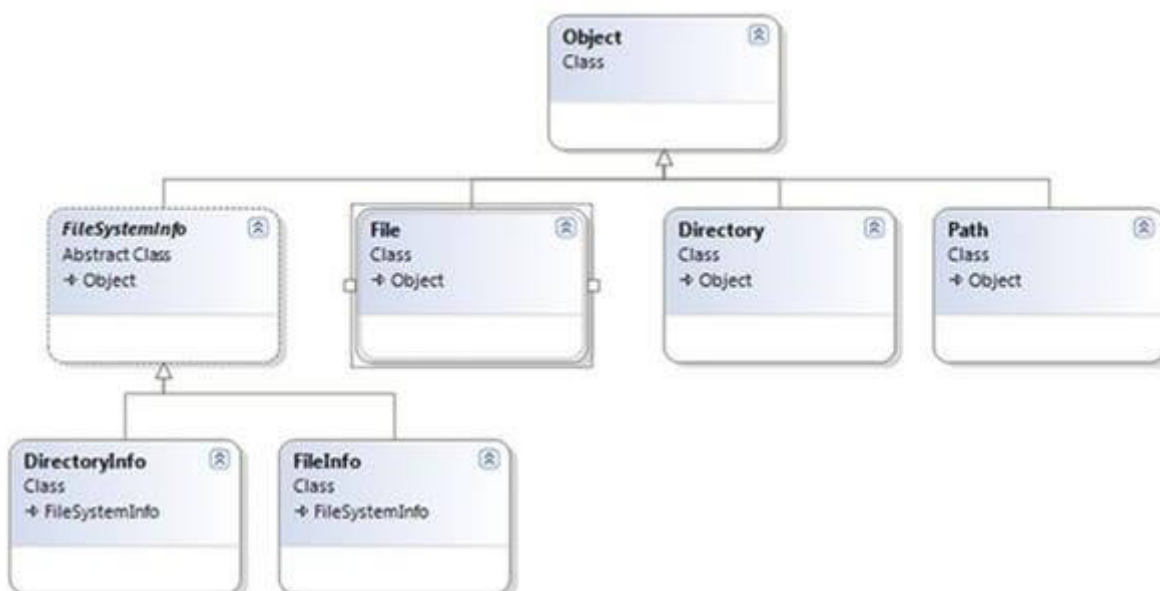 Object
Class
FileSystemInfo
Abstract Class
Object
File
Class
Object
Directory
Class
Object
Path
Class
Object
DirectoryInfo
Class
FileSystemInfo
FileInfo
Class
FileSystemInfo